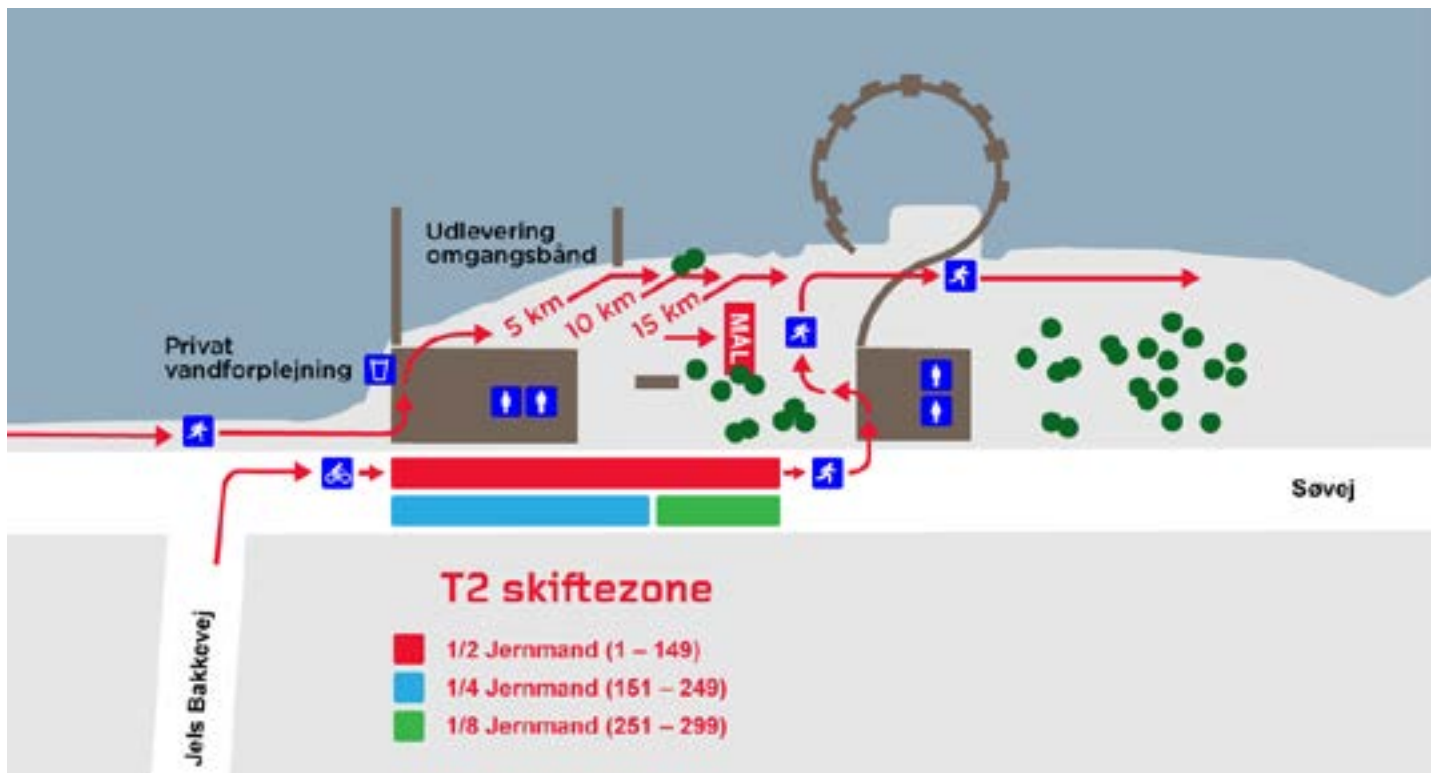 Udlevering
omgangsbånd
5 km
10 km
15 km
MÅL
Privat
vandforplejning
Søvej
Jels Bakkevej
T2 skiftezone
1/2 Jernmand (1 – 149)
1/4 Jernmand (151 – 249)
1/8 Jernmand (251 – 299)